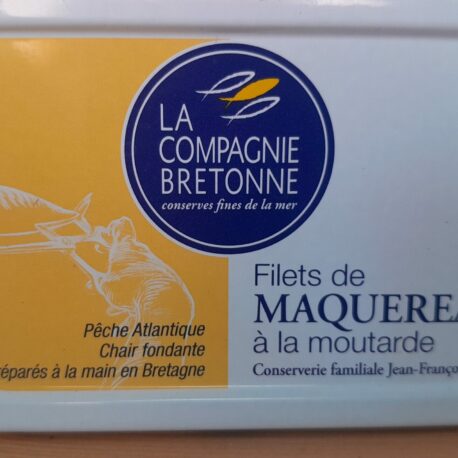 LA
COMPAGNIE
BRETONNE
conserves fines de la mer
Filets de
MAQUEREA
à la moutarde
Conserverie familiale Jean-Franço
Pêche Atlantique
Chair fondante
réparés à la main en Bretagne